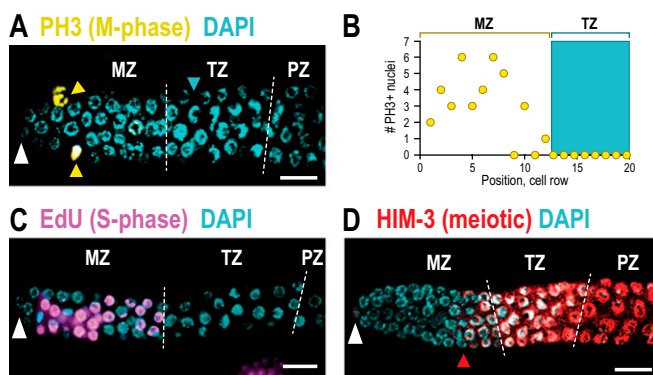 A PH3 (M-phase) DAPI
MZ TZ PZ
B
MZ TZ
# PH3+ nuclei
7
6
5
4
3
2
1
0
0 5 10 15 20
Position, cell row
C EdU (S-phase) DAPI
MZ TZ PZ
D HIM-3 (meiotic) DAPI
MZ TZ PZ